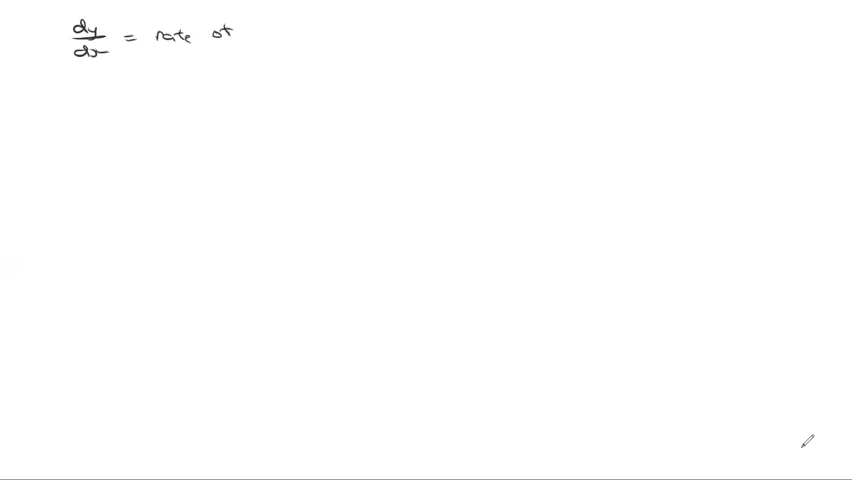 dy/dx = rate of